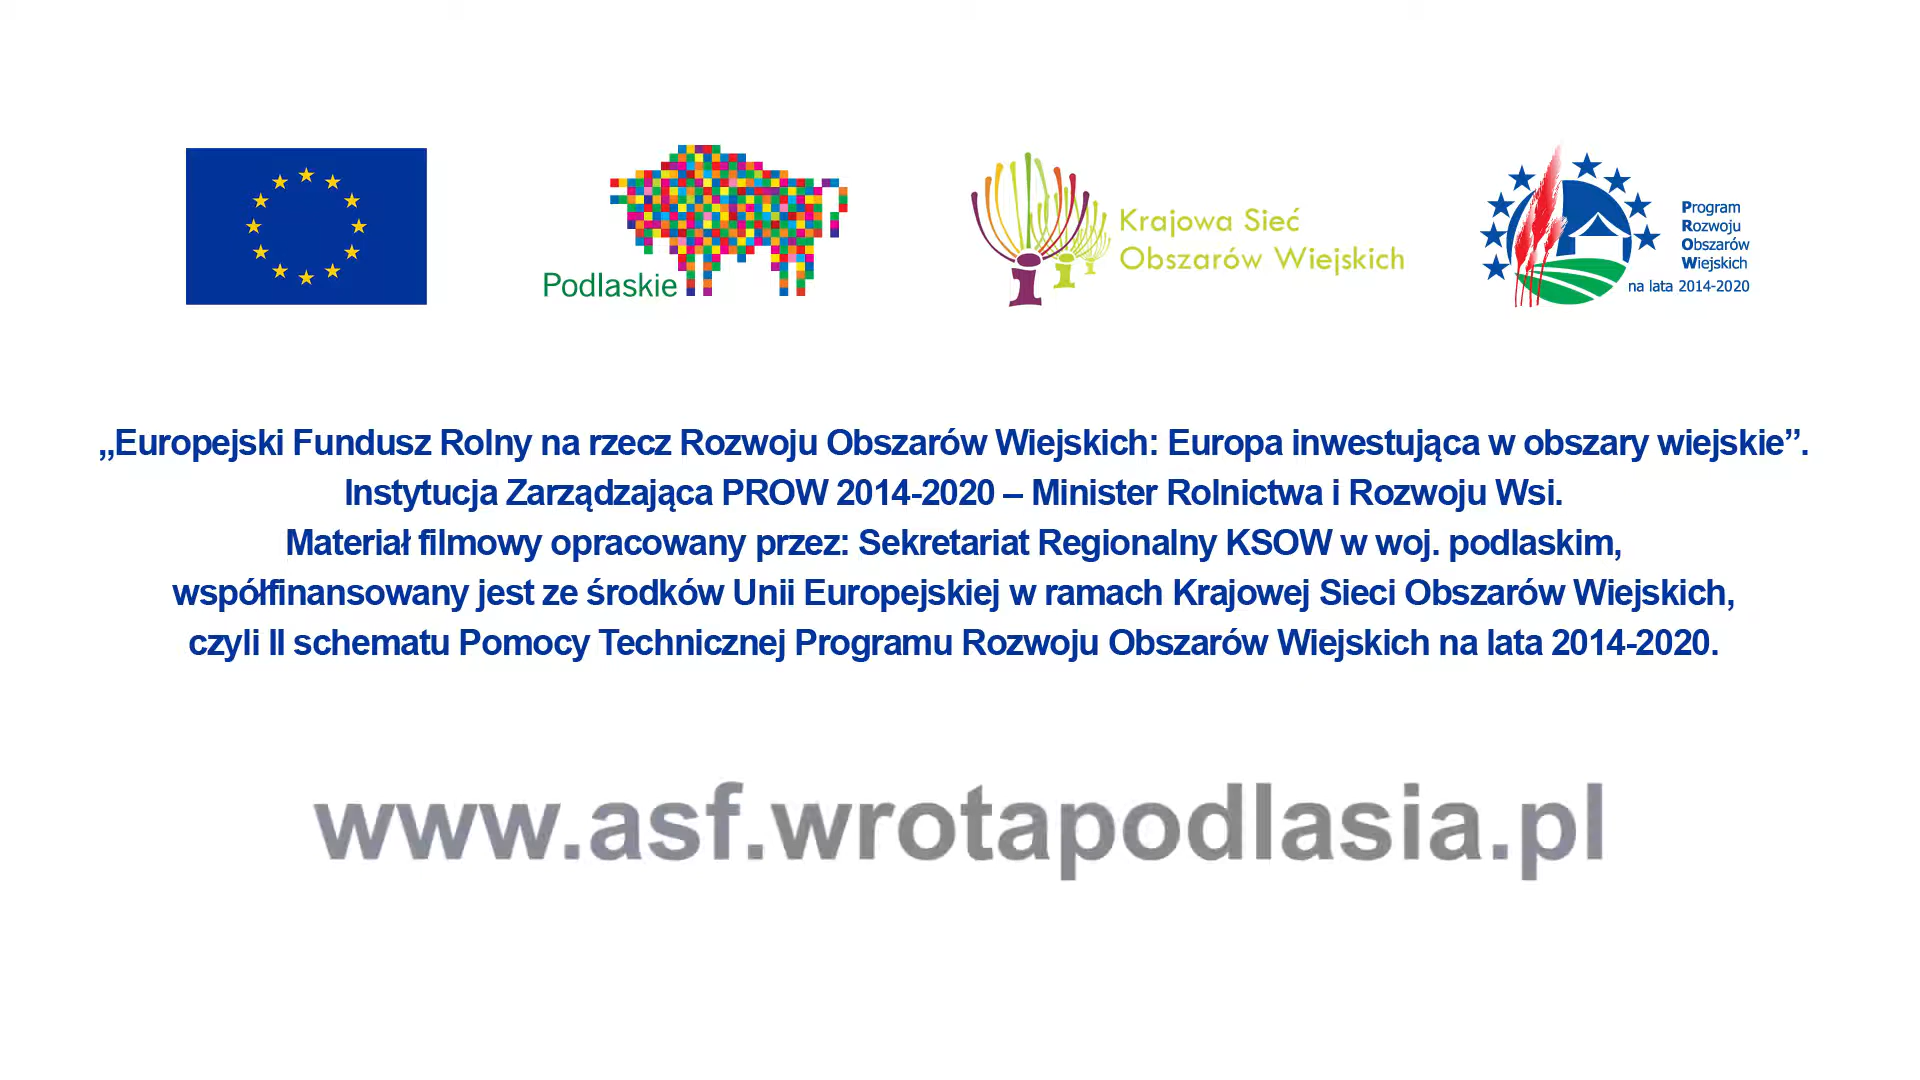 Podlaskie
Krajowa Sieć
Obszarów Wiejskich
Program
Rozwoju
Obszarów
Wiejskich
na lata 2014-2020
„Europejski Fundusz Rolny na rzecz Rozwoju Obszarów Wiejskich: Europa inwestująca w obszary wiejskie”.
Instytucja Zarządzająca PROW 2014-2020 – Minister Rolnictwa i Rozwoju Wsi.
Materiał filmowy opracowany przez: Sekretariat Regionalny KSOW w woj. podlaskim,
współfinansowany jest ze środków Unii Europejskiej w ramach Krajowej Sieci Obszarów Wiejskich,
czyli II schematu Pomocy Technicznej Programu Rozwoju Obszarów Wiejskich na lata 2014-2020.
www.asf.wrotapodlasia.pl